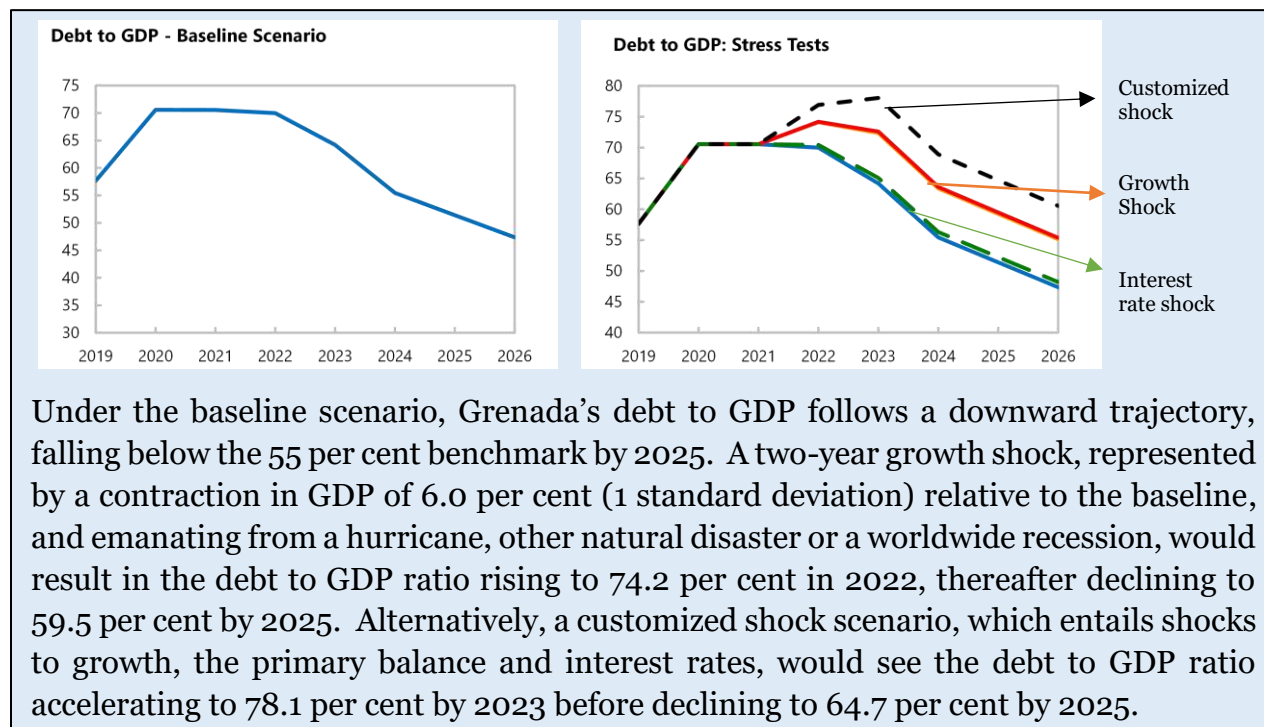 Debt to GDP - Baseline Scenario
75
70
65
60
55
50
45
40
35
30
2019 2020 2021 2022 2023 2024 2025 2026
Debt to GDP: Stress Tests
80
75
70
65
60
55
50
45
40
2019 2020 2021 2022 2023 2024 2025 2026
Customized
shock
Growth
Shock
Interest
rate shock
Under the baseline scenario, Grenada’s debt to GDP follows a downward trajectory,
falling below the 55 per cent benchmark by 2025. A two-year growth shock, represented
by a contraction in GDP of 6.0 per cent (1 standard deviation) relative to the baseline,
and emanating from a hurricane, other natural disaster or a worldwide recession, would
result in the debt to GDP ratio rising to 74.2 per cent in 2022, thereafter declining to
59.5 per cent by 2025. Alternatively, a customized shock scenario, which entails shocks
to growth, the primary balance and interest rates, would see the debt to GDP ratio
accelerating to 78.1 per cent by 2023 before declining to 64.7 per cent by 2025.